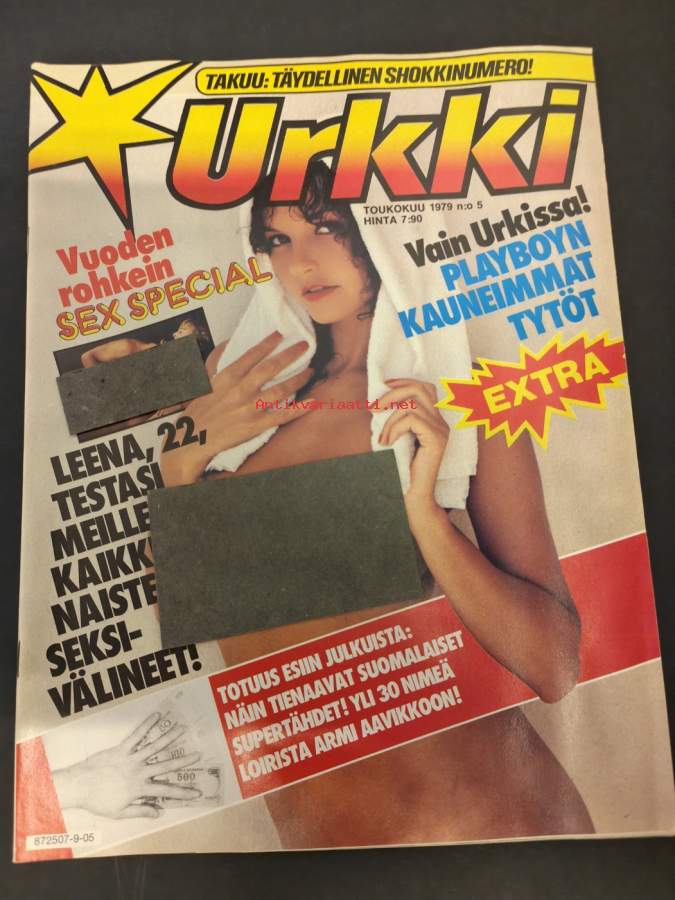 TAKUU: TÄYDELLINEN SHOKKINUMERO!
Urkki
TOUKOKUU 1979 n:o 5
HINTA 7:90
Vuoden
rohkein
SEX SPECIAL
Vain Urkissa!
PLAYBOYN
KAUNEIMMAT
TYTÖT
EXTRA
Antikvariaatti.net
LEENA, 22,
TESTASI
MEILLE
KAIKK
NAISTE
SEKSI-
VÄLINEET!
TOTUUS ESIIN JULKUISTA:
NÄIN TIENAAVAT SUOMALAISET
SUPERTÄHDET! YLI 30 NIMEÄ
LOIRISTA ARMI AAVIKKOON!
50
100
500
872507-9-05